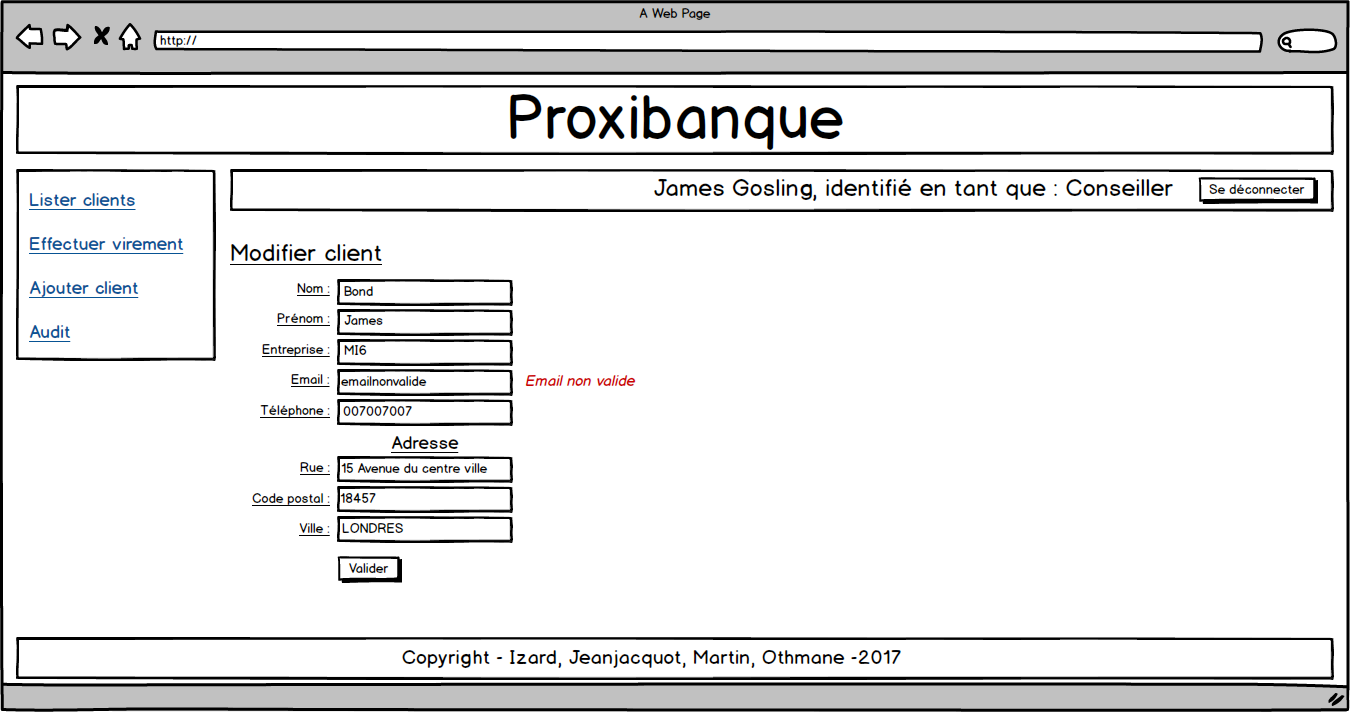 A Web Page
http://
Proxibanque
Lister clients
Effectuer virement
Ajouter client
Audit
James Gosling, identifié en tant que : Conseiller
Se déconnecter
Modifier client
Nom : Bond
Prénom : James
Entreprise : MI6
Email : emailnonvalide Email non valide
Téléphone : 007007007
Adresse
Rue : 15 Avenue du centre ville
Code postal : 18457
Ville : LONDRES
Valider
Copyright - Izard, Jeanjacquot, Martin, Othmane -2017